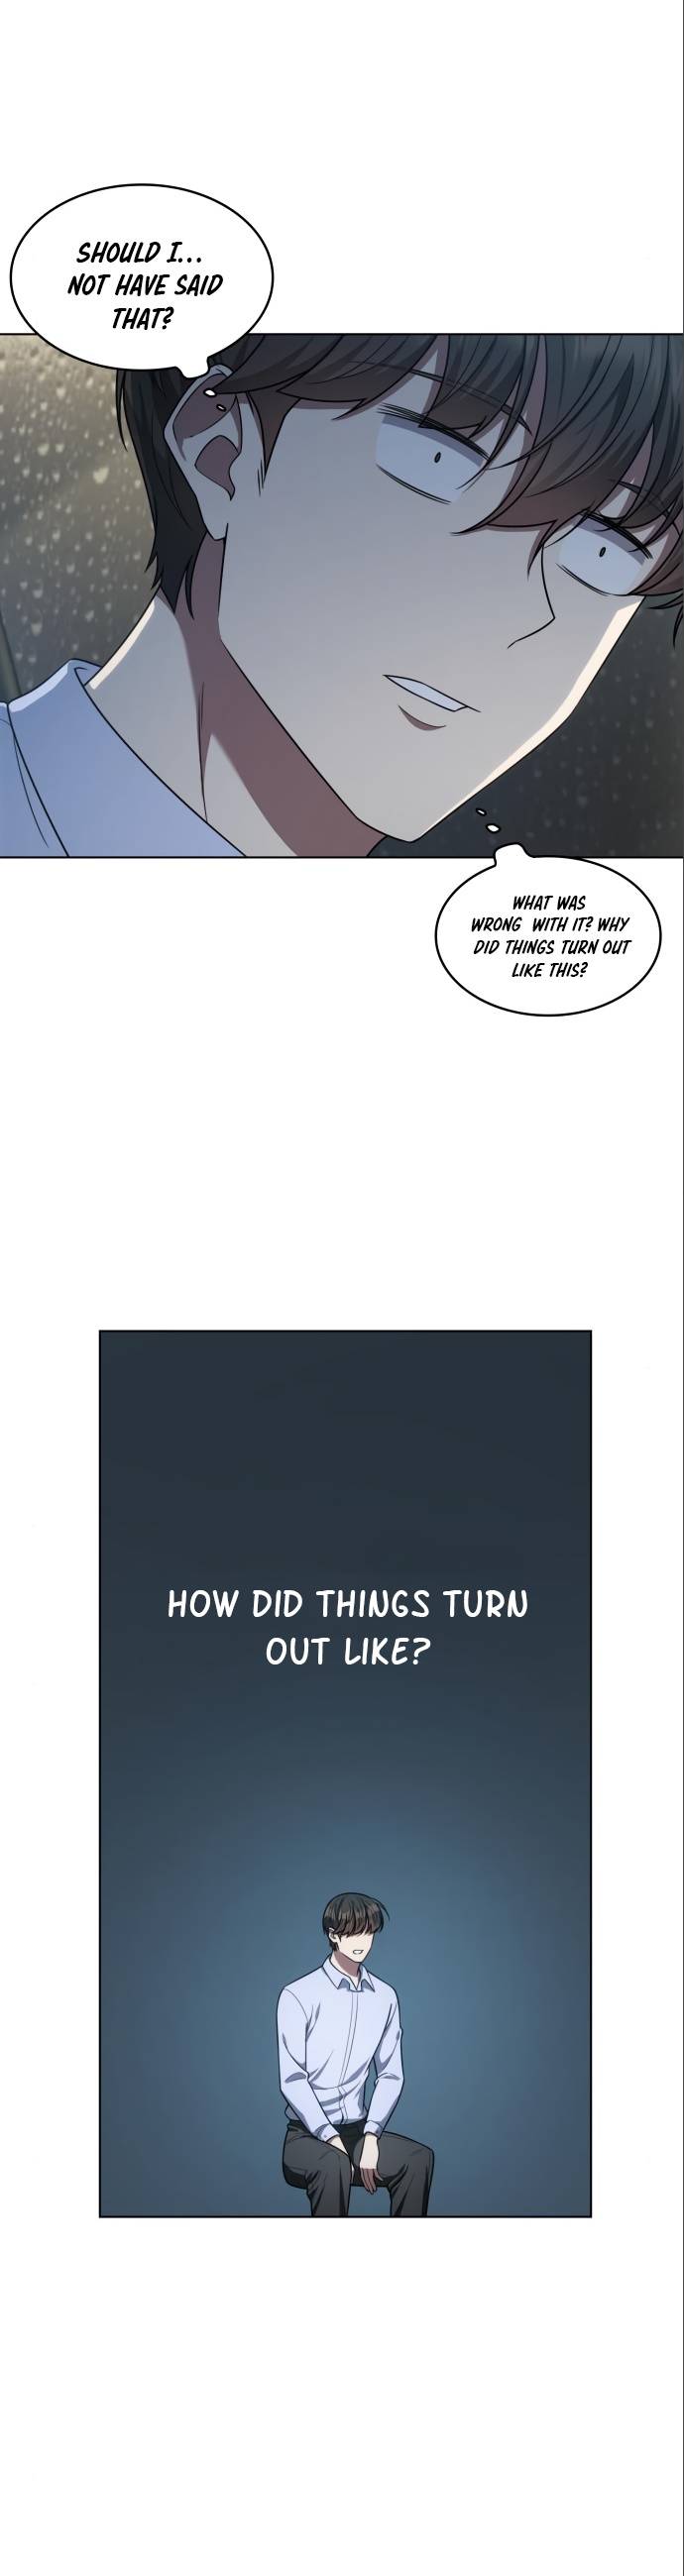 SHOULD I...
NOT HAVE SAID
THAT?
WHAT WAS
WRONG WITH IT? WHY
DID THINGS TURN OUT
LIKE THIS?
HOW DID THINGS TURN
OUT LIKE?